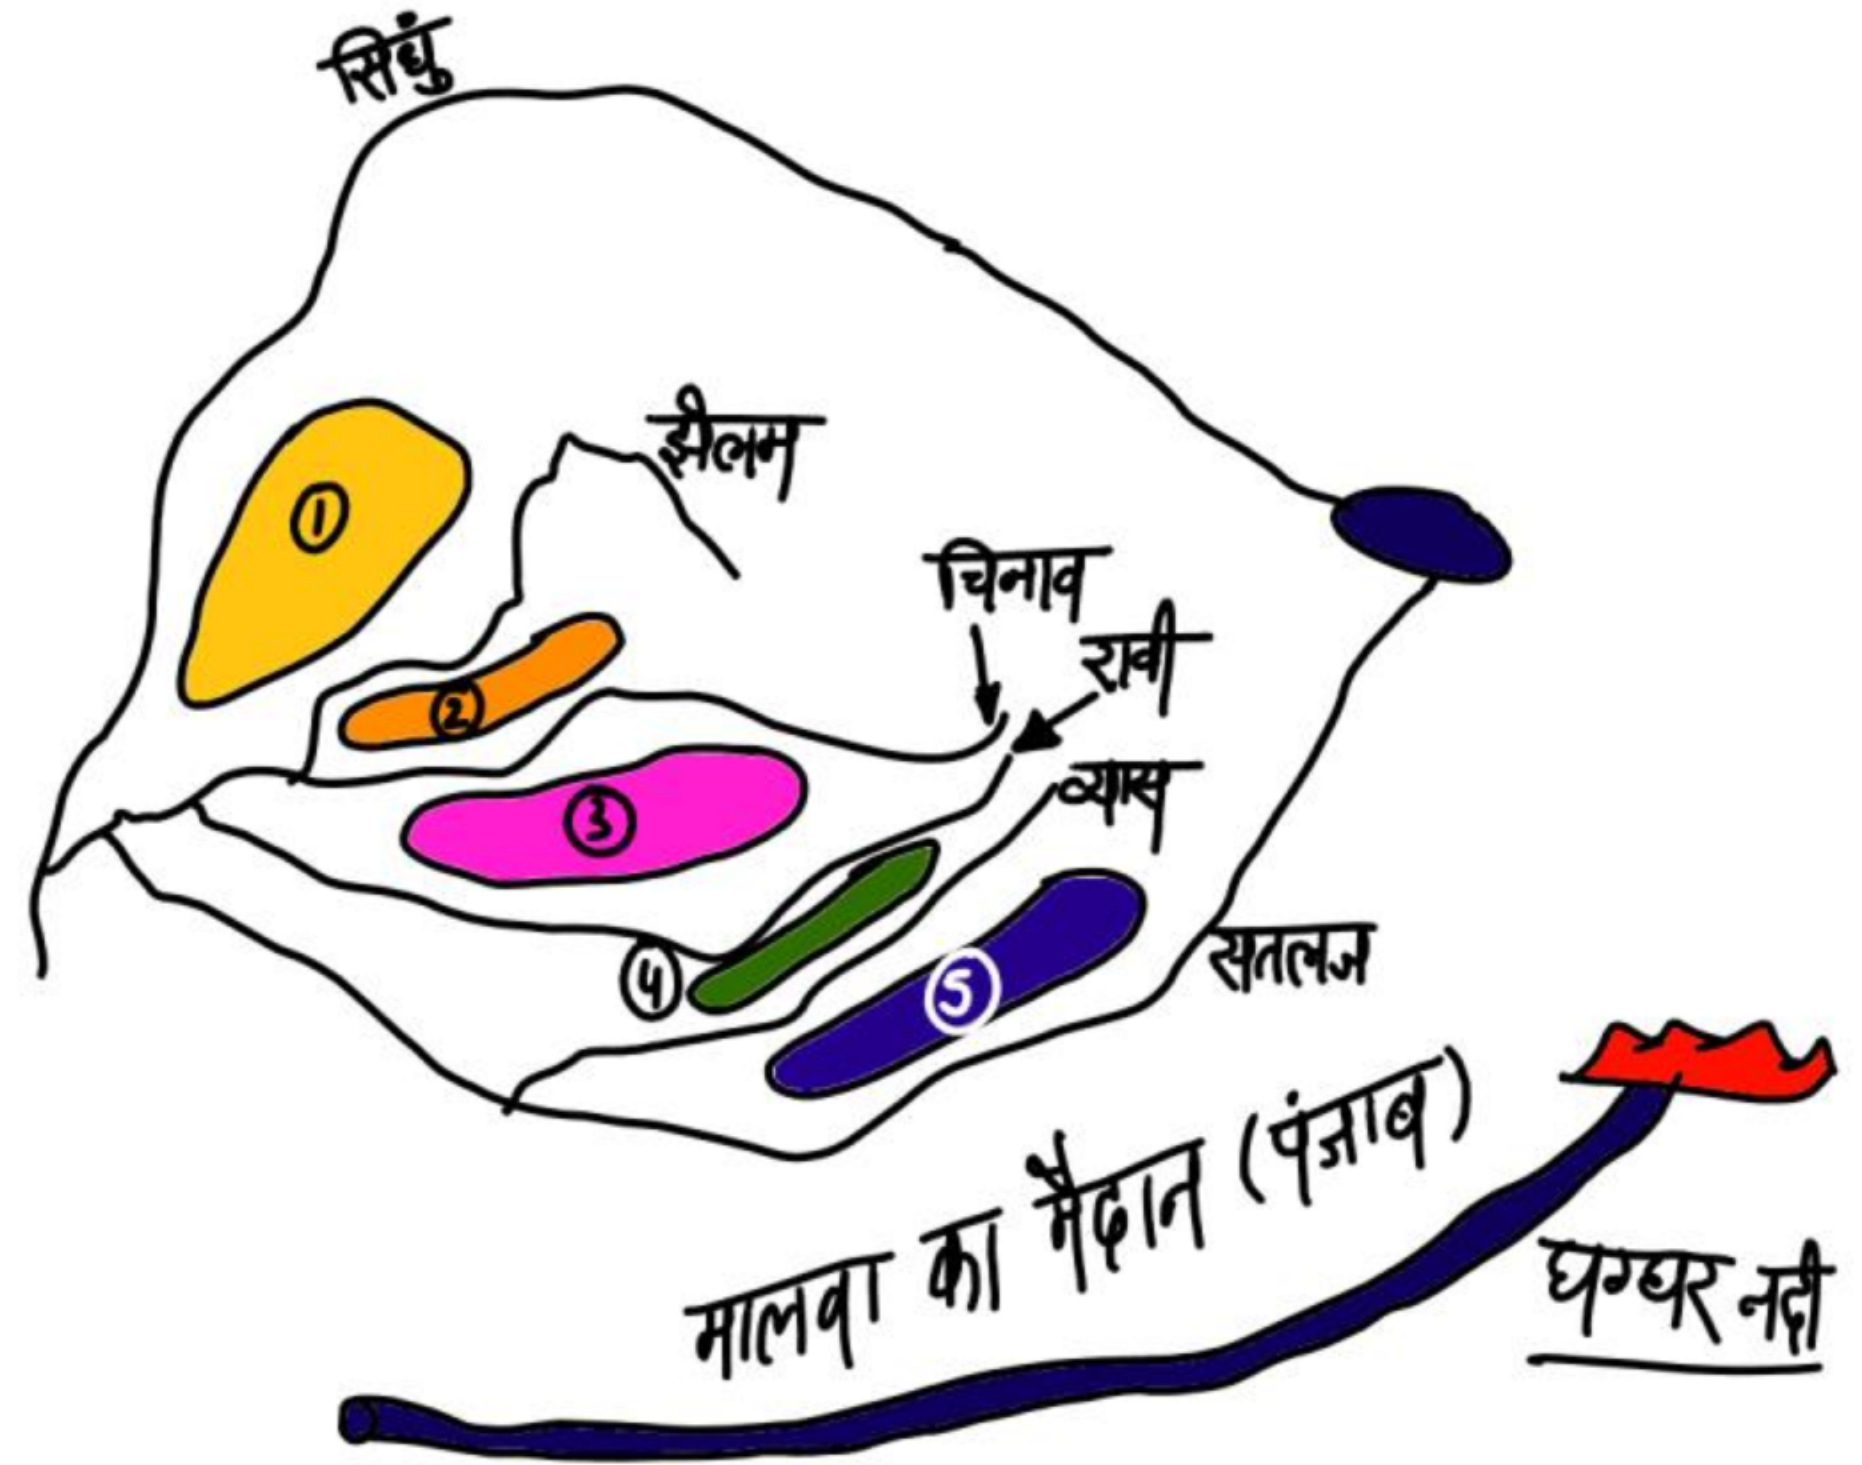 सिधुं
झेलम
①
चिनाव
रावी
②
व्यास
③
④
⑤
सतलज
मालवा का मैदान (पंजाब)
घग्घर नदी